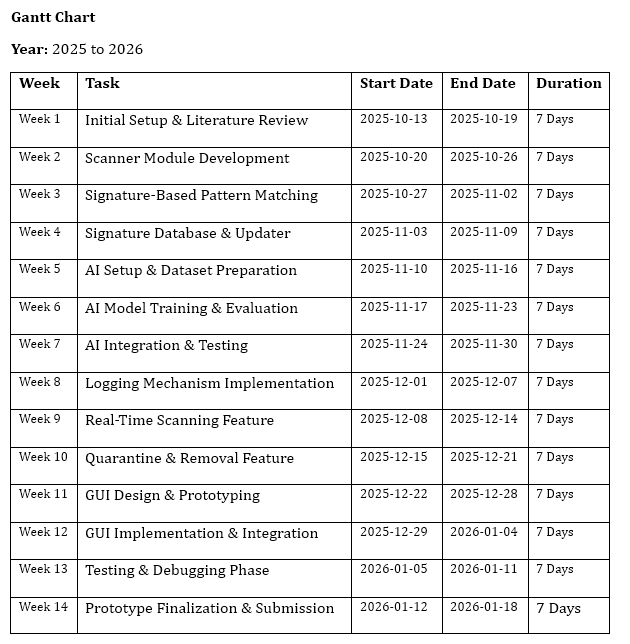 Gantt Chart
Year: 2025 to 2026
Week Task Start Date End Date Duration
Week 1 Initial Setup & Literature Review 2025-10-13 2025-10-19 7 Days
Week 2 Scanner Module Development 2025-10-20 2025-10-26 7 Days
Week 3 Signature-Based Pattern Matching 2025-10-27 2025-11-02 7 Days
Week 4 Signature Database & Updater 2025-11-03 2025-11-09 7 Days
Week 5 AI Setup & Dataset Preparation 2025-11-10 2025-11-16 7 Days
Week 6 AI Model Training & Evaluation 2025-11-17 2025-11-23 7 Days
Week 7 AI Integration & Testing 2025-11-24 2025-11-30 7 Days
Week 8 Logging Mechanism Implementation 2025-12-01 2025-12-07 7 Days
Week 9 Real-Time Scanning Feature 2025-12-08 2025-12-14 7 Days
Week 10 Quarantine & Removal Feature 2025-12-15 2025-12-21 7 Days
Week 11 GUI Design & Prototyping 2025-12-22 2025-12-28 7 Days
Week 12 GUI Implementation & Integration 2025-12-29 2026-01-04 7 Days
Week 13 Testing & Debugging Phase 2026-01-05 2026-01-11 7 Days
Week 14 Prototype Finalization & Submission 2026-01-12 2026-01-18 7 Days